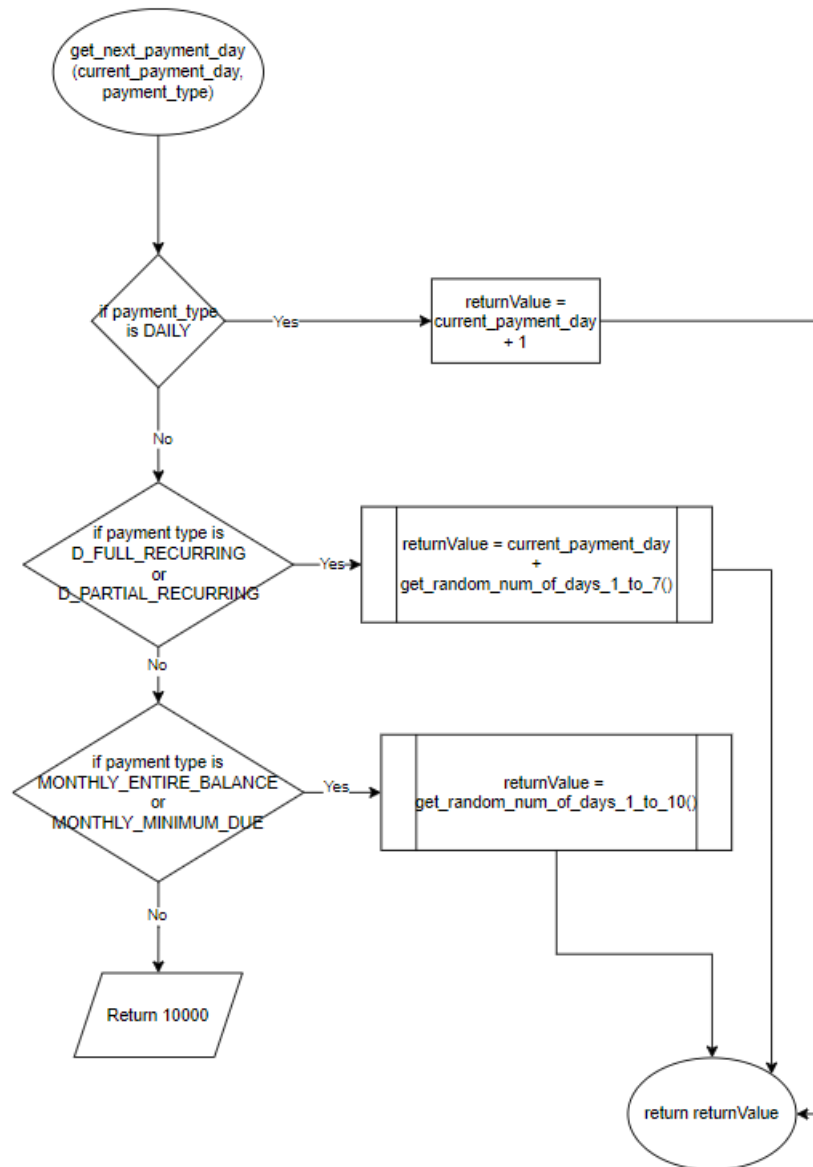 get_next_payment_day
(current_payment_day,
payment_type)
if payment_type
is DAILY
Yes
returnValue =
current_payment_day
+ 1
No
if payment type is
D_FULL_RECURRING
or
D_PARTIAL_RECURRING
Yes
returnValue = current_payment_day
+
get_random_num_of_days_1_to_7()
No
if payment type is
MONTHLY_ENTIRE_BALANCE
or
MONTHLY_MINIMUM_DUE
Yes
returnValue =
get_random_num_of_days_1_to_10()
No
Return 10000
return returnValue